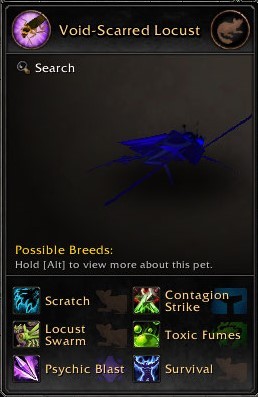 Void-Scarred Locust
Search
Possible Breeds:
Hold [Alt] to view more about this pet.
Scratch
Contagion
Strike
Locust
Swarm
Toxic Fumes
Psychic Blast
Survival